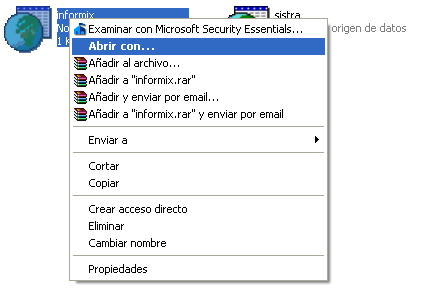 informix
No
1 K
sistra
origen de datos
Examinar con Microsoft Security Essentials...
Abrir con...
Añadir al archivo...
Añadir a "informix.rar"
Añadir y enviar por email...
Añadir a "informix.rar" y enviar por email
Enviar a
Cortar
Copiar
Crear acceso directo
Eliminar
Cambiar nombre
Propiedades